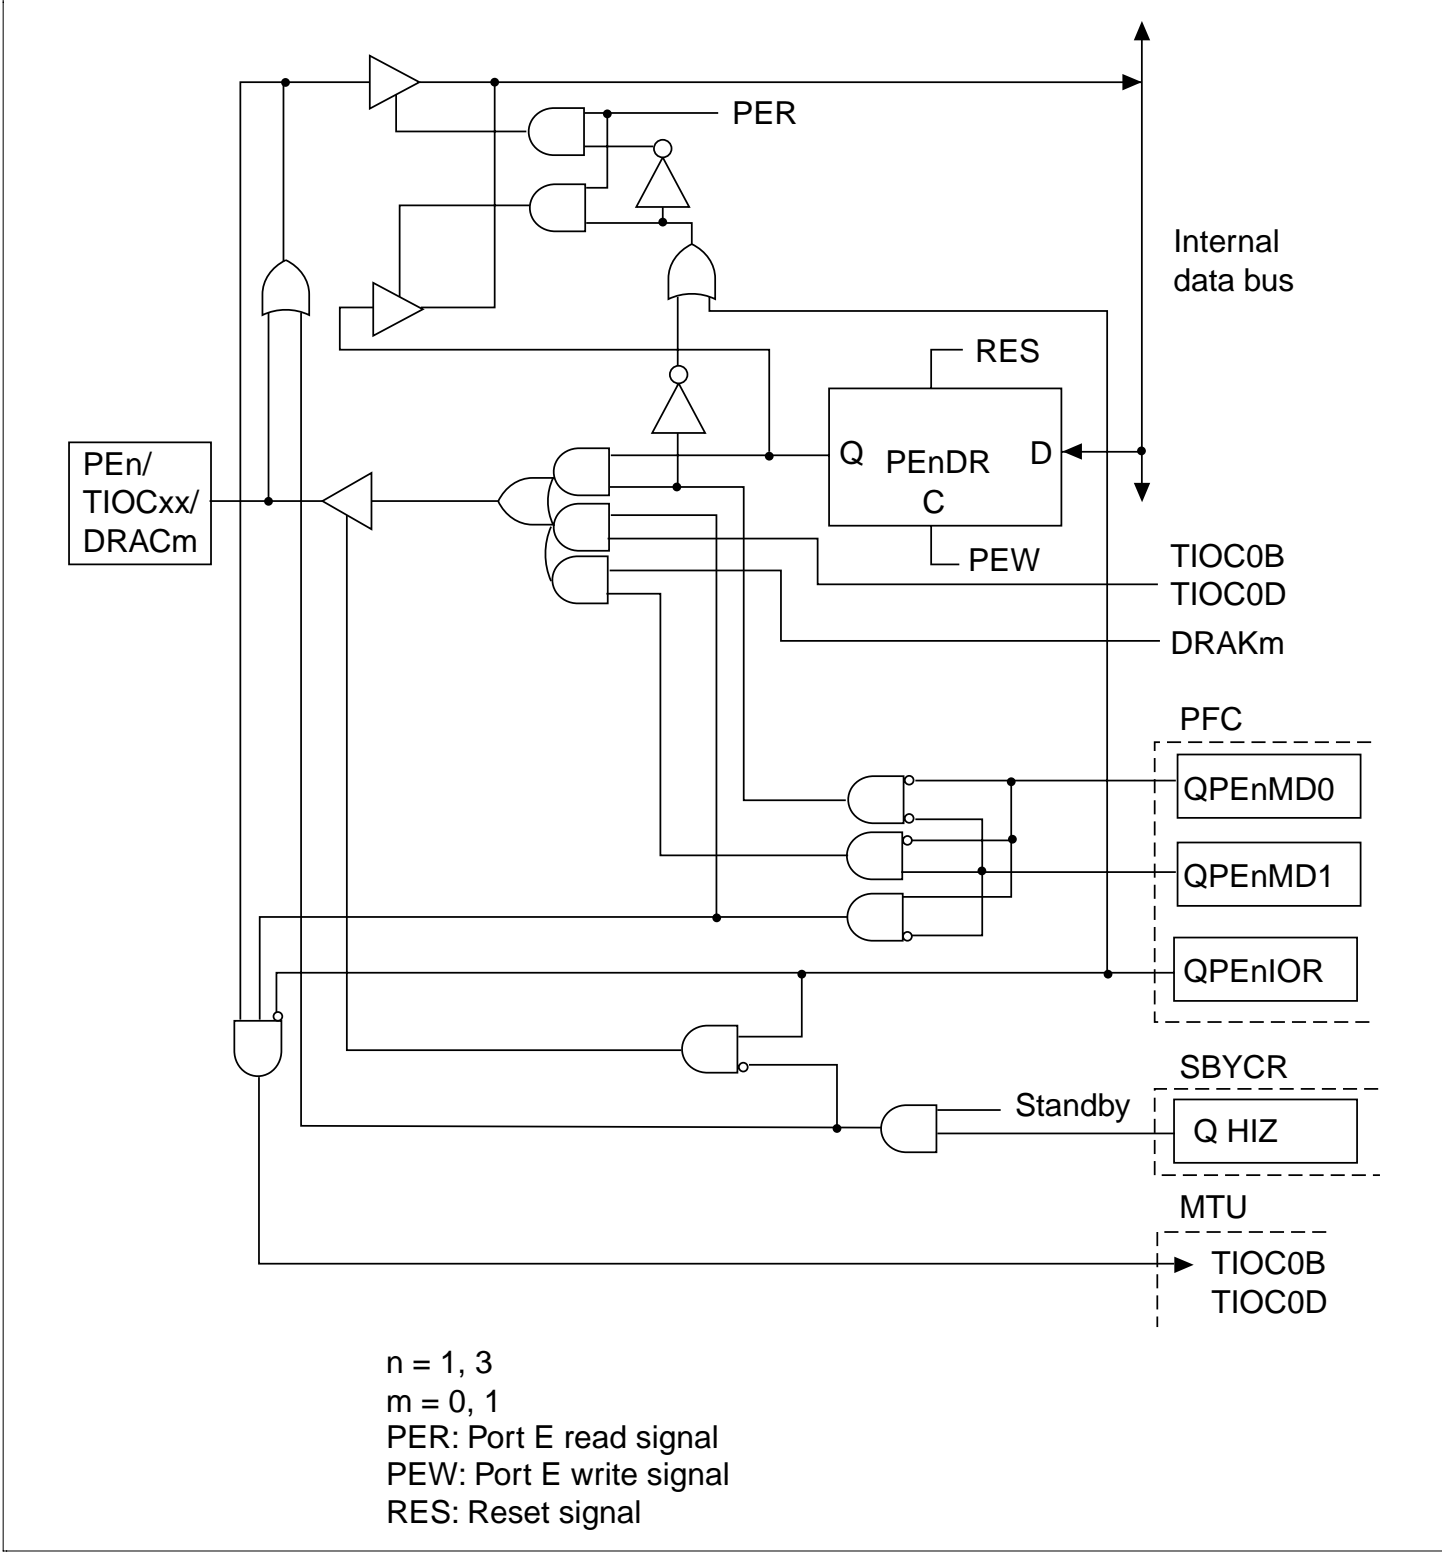 PER
Internal
data bus
RES
Q
PEnDR
D
C
PEn/
TIOCxx/
DRACm
PEW
TIOC0B
TIOC0D
DRAKm
PFC
QPEnMD0
QPEnMD1
QPEnIOR
SBYCR
Standby
Q HIZ
MTU
TIOC0B
TIOC0D
n = 1, 3
m = 0, 1
PER: Port E read signal
PEW: Port E write signal
RES: Reset signal